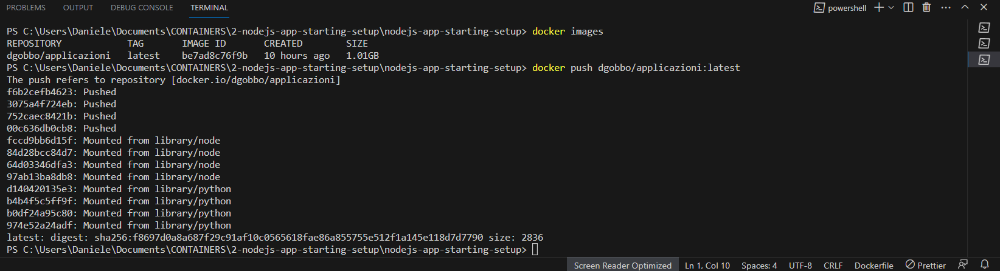 PROBLEMS OUTPUT DEBUG CONSOLE TERMINAL powershell
PS C:\Users\Daniele\Documents\CONTAINERS\2-nodejs-app-starting-setup\nodejs-app-starting-setup> docker images
REPOSITORY TAG IMAGE ID CREATED SIZE
dgobbo/applicazioni latest be7ad8c76f9b 10 hours ago 1.01GB
PS C:\Users\Daniele\Documents\CONTAINERS\2-nodejs-app-starting-setup\nodejs-app-starting-setup> docker push dgobbo/applicazioni:latest
The push refers to repository [docker.io/dgobbo/applicazioni]
f6b2cefb4623: Pushed
3075a4f724eb: Pushed
752caec8421b: Pushed
00c636db0cb8: Pushed
fccd9bb6d15f: Mounted from library/node
84d28bcc84d7: Mounted from library/node
64d03346dfa3: Mounted from library/node
97ab13ba8db8: Mounted from library/node
d140420135e3: Mounted from library/python
b4b4f5c5ff9f: Mounted from library/python
b0df24a95c80: Mounted from library/python
974e52a24adf: Mounted from library/python
latest: digest: sha256:f8697d0a8a687f29c91af10c0565618fae86a855755e512f1a145e118d7d7790 size: 2836
PS C:\Users\Daniele\Documents\CONTAINERS\2-nodejs-app-starting-setup\nodejs-app-starting-setup>
Screen Reader Optimized Ln 1, Col 10 Spaces: 4 UTF-8 CRLF Dockerfile Prettier